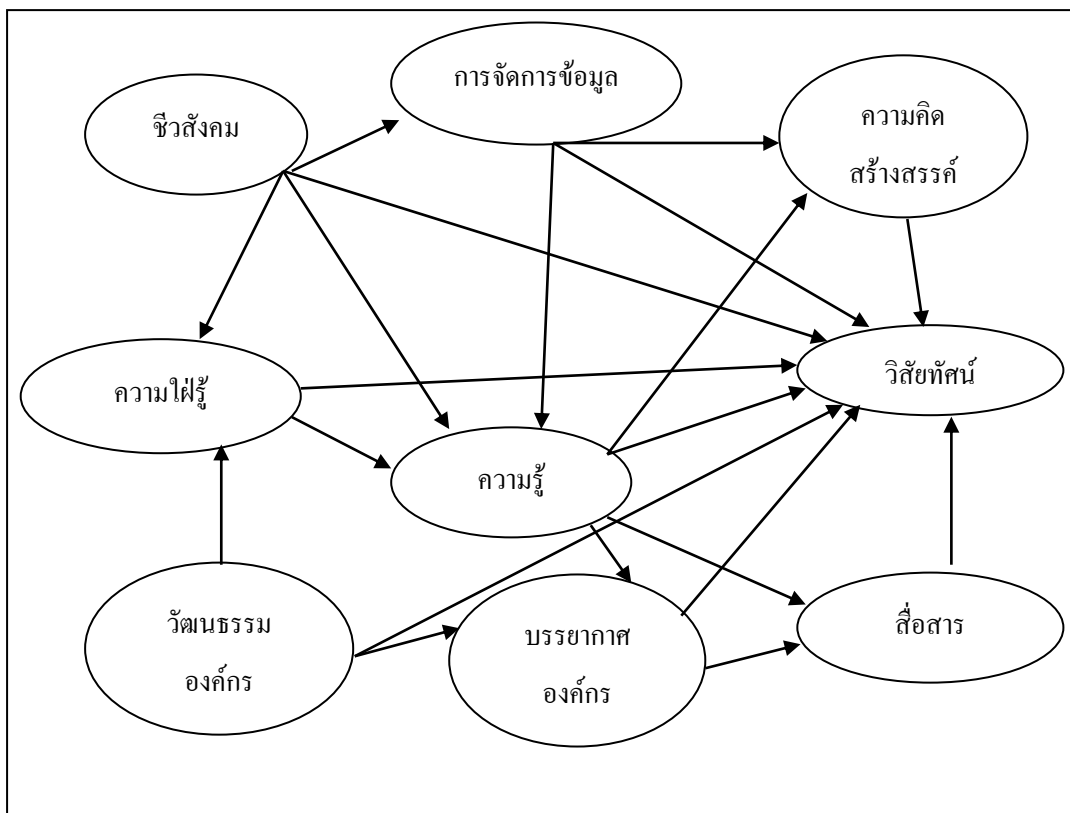 การจัดการข้อมูล
ชีวสังคม
ความคิด
สร้างสรรค์
วิสัยทัศน์
ความใฝ่รู้
ความรู้
วัฒนธรรม
องค์กร
บรรยากาศ
องค์กร
สื่อสาร